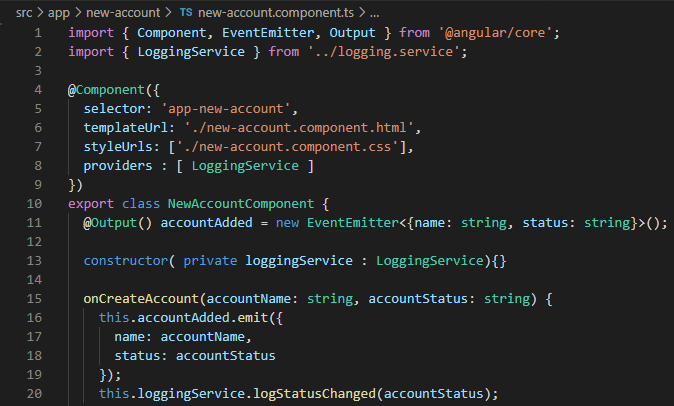 src > app > new-account > TS new-account.component.ts > ...
1 import { Component, EventEmitter, Output } from '@angular/core';
2 import { LoggingService } from '../logging.service';
3
4 @Component({
5   selector: 'app-new-account',
6   templateUrl: './new-account.component.html',
7   styleUrls: ['./new-account.component.css'],
8   providers : [ LoggingService ]
9 })
10 export class NewAccountComponent {
11   @Output() accountAdded = new EventEmitter<{name: string, status: string}>();
12
13   constructor( private loggingService : LoggingService){}
14
15   onCreateAccount(accountName: string, accountStatus: string) {
16     this.accountAdded.emit({
17       name: accountName,
18       status: accountStatus
19     });
20     this.loggingService.logStatusChanged(accountStatus);